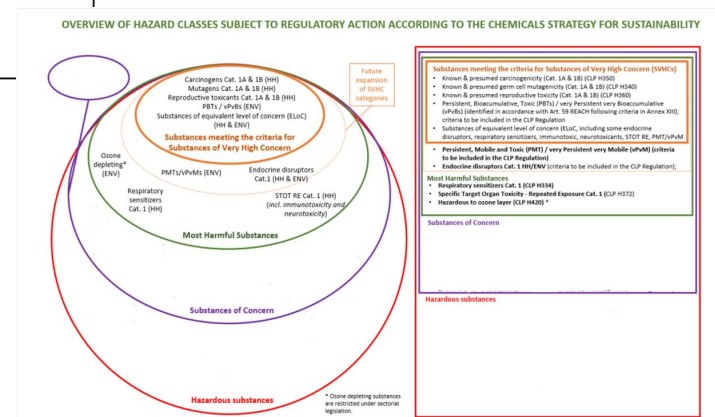 OVERVIEW OF HAZARD CLASSES SUBJECT TO REGULATORY ACTION ACCORDING TO THE CHEMICALS STRATEGY FOR SUSTAINABILITY
Carcinogens Cat. 1A & 1B (HH)
Mutagens Cat. 1A & 1B (HH)
Reproductive toxicants Cat. 1A & 1B (HH)
PBTs / vPvBs (ENV)
Substances of equivalent level of concern (ELoC)
(HH & ENV)
Substances meeting the criteria for
Substances of Very High Concern
Future
expansion
of SVHC
categories
Ozone
depleting*
(ENV)
PMTs/vPvMs (ENV)
Endocrine disruptors
Cat.1 (HH & ENV)
Respiratory
sensitizers
Cat. 1 (HH)
STOT RE Cat. 1 (HH)
(incl. immunotoxicity and
neurotoxicity)
Most Harmful Substances
Substances of Concern
Hazardous substances
* Ozone depleting substances
are restricted under sectorial
legislation.
Substances meeting the criteria for Substances of Very High Concern (SVHCs)
• Known & presumed carcinogenicity (Cat. 1A & 1B) (CLP H350)
• Known & presumed germ cell mutagenicity (Cat. 1A & 1B) (CLP H340)
• Known & presumed reproductive toxicity (Cat. 1A & 1B) (CLP H360)
• Persistent, Bioaccumulative, Toxic (PBTs) / very Persistent very Bioaccumulative
(vPvBs) (identified in accordance with Art. 59 REACH following criteria in Annex XIII);
criteria to be included in the CLP Regulation
• Substances of equivalent level of concern (ELoC, including some endocrine
disruptors, respiratory sensitizers, immunotoxic, neurotoxicants, STOT RE, PMT/vPvM
• Persistent, Mobile and Toxic (PMT) / very Persistent very Mobile (vPvM) (criteria
to be included in the CLP Regulation)
• Endocrine disruptors Cat. 1 HH/ENV (criteria to be included in CLP Regulation);
Most Harmful Substances
• Respiratory sensitizers Cat. 1 (CLP H334)
• Specific Target Organ Toxicity - Repeated Exposure Cat. 1 (CLP H372)
• Hazardous to ozone layer (CLP H420) *
Substances of Concern
Hazardous substances